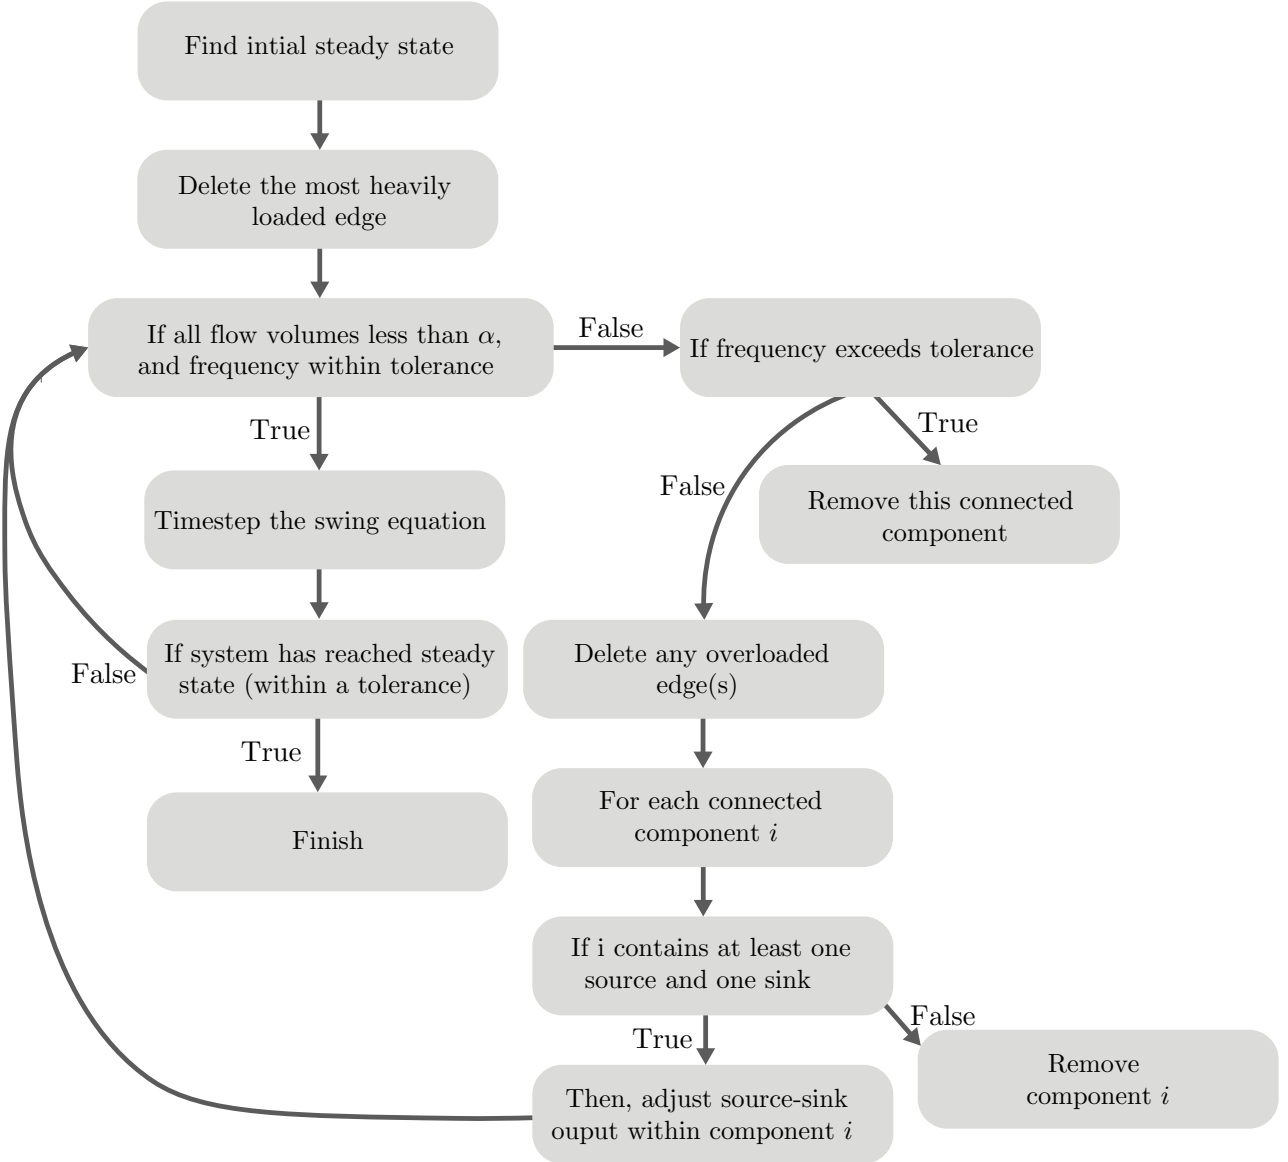 Find intial steady state
Delete the most heavily
loaded edge
If all flow volumes less than α,
and frequency within tolerance
False
If frequency exceeds tolerance
True
True
False
Remove this connected
component
Timestep the swing equation
If system has reached steady
state (within a tolerance)
False
Delete any overloaded
edge(s)
True
For each connected
component i
Finish
If i contains at least one
source and one sink
False
True
Remove
component i
Then, adjust source-sink
ouput within component i